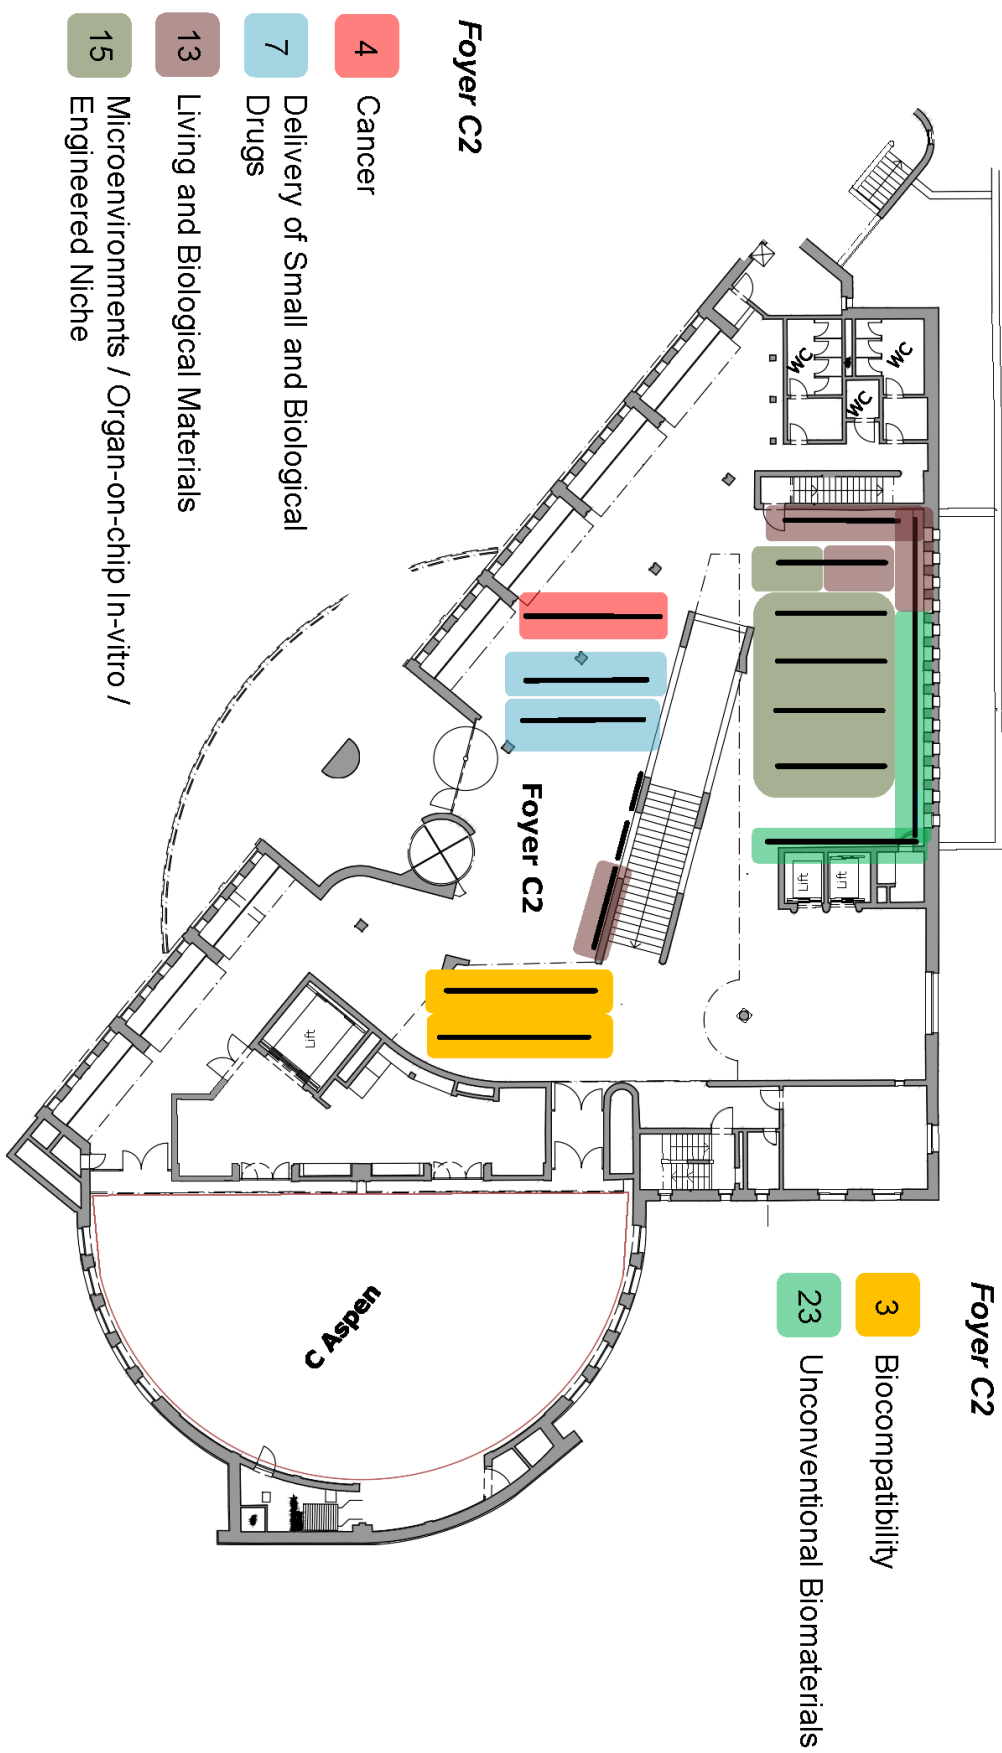 Foyer C2
3 Biocompatibility
23 Unconventional Biomaterials
WC
WC
WC
Lift
Lift
Foyer C2
Lift
C Aspen
Foyer C2
4 Cancer
7 Delivery of Small and Biological
Drugs
13 Living and Biological Materials
15 Microenvironments / Organ-on-chip In-vitro /
Engineered Niche